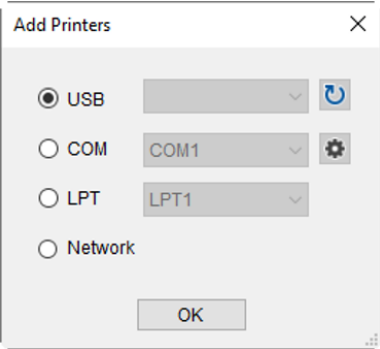 Add Printers
USB
COM COM1
LPT LPT1
Network
OK